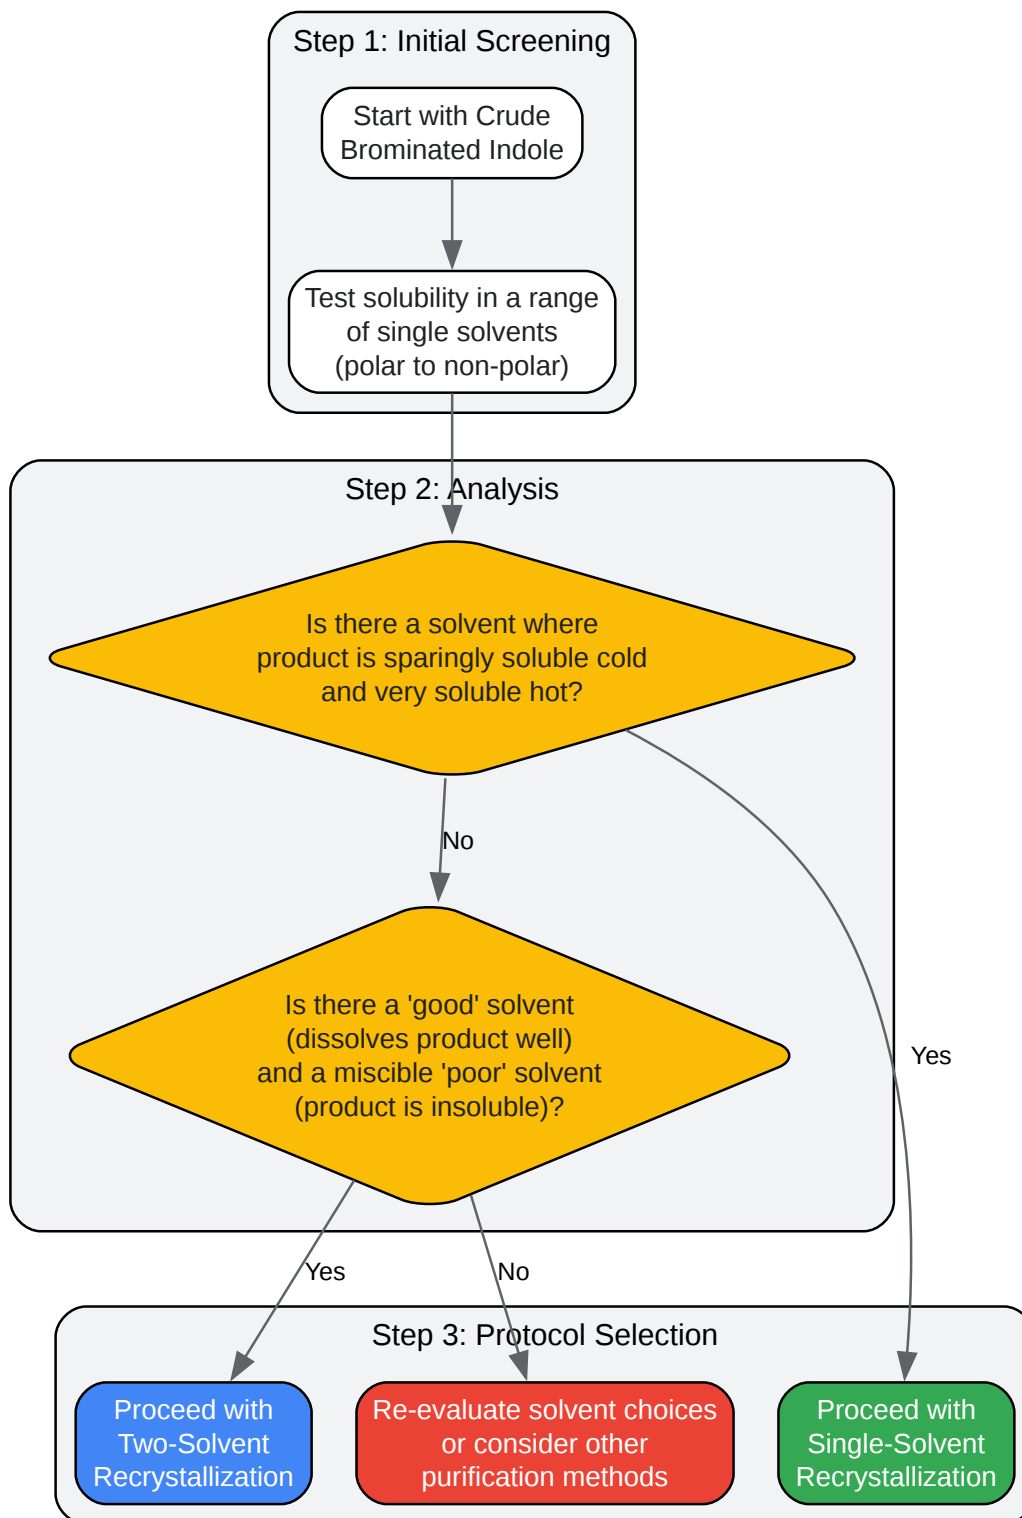 Step 1: Initial Screening
Start with Crude
Brominated Indole
Test solubility in a range
of single solvents
(polar to non-polar)
Step 2: Analysis
Is there a solvent where
product is sparingly soluble cold
and very soluble hot?
No
Is there a 'good' solvent
(dissolves product well)
and a miscible 'poor' solvent
(product is insoluble)?
Yes
Yes
No
Step 3: Protocol Selection
Proceed with
Two-Solvent
Recrystallization
Re-evaluate solvent choices
or consider other
purification methods
Proceed with
Single-Solvent
Recrystallization